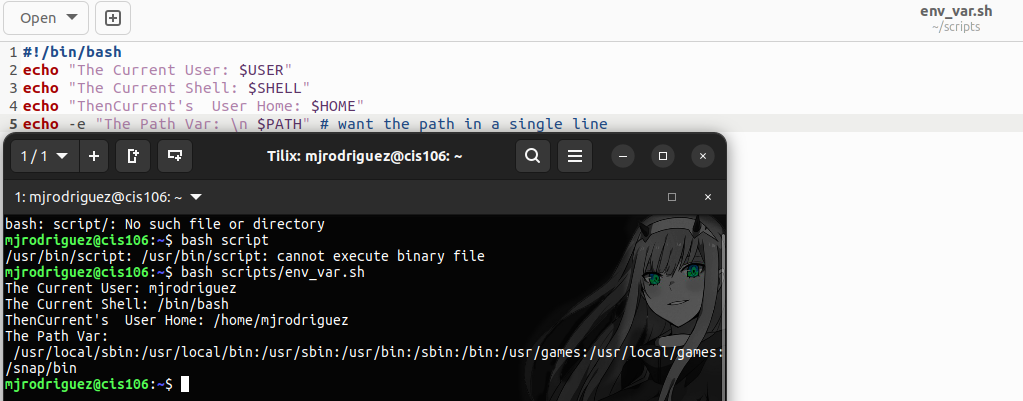 Open
env_var.sh
~/scripts
1 #!/bin/bash
2 echo "The Current User: $USER"
3 echo "The Current Shell: $SHELL"
4 echo "ThenCurrent's  User Home: $HOME"
5 echo -e "The Path Var: \n $PATH" # want the path in a single line
1 / 1
Tilix: mjrodriguez@cis106: ~
1: mjrodriguez@cis106: ~
bash: script/: No such file or directory
mjrodriguez@cis106:~$ bash script
/usr/bin/script: /usr/bin/script: cannot execute binary file
mjrodriguez@cis106:~$ bash scripts/env_var.sh
The Current User: mjrodriguez
The Current Shell: /bin/bash
ThenCurrent's  User Home: /home/mjrodriguez
The Path Var:
 /usr/local/sbin:/usr/local/bin:/usr/sbin:/usr/bin:/sbin:/bin:/usr/games:/usr/local/games:
/snap/bin
mjrodriguez@cis106:~$